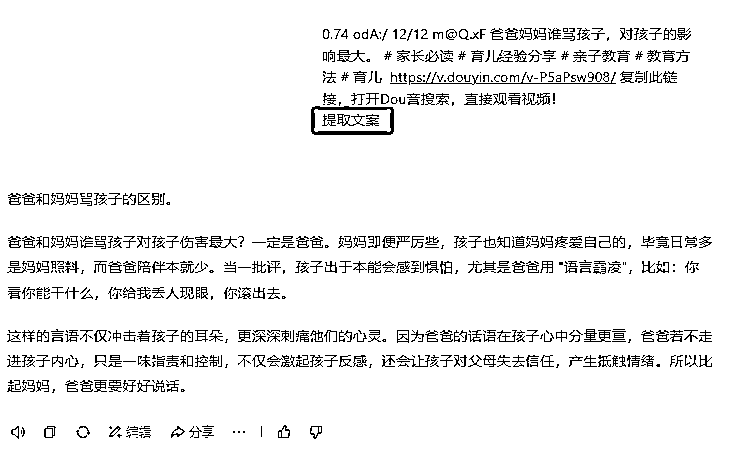 0.74 odA:/ 12/12 m@Q.xF 爸爸妈妈谁骂孩子，对孩子的影
响最大。 # 家长必读 # 育儿经验分享 # 亲子教育 # 教育方
法 # 育儿  https://v.douyin.com/v-P5aPsw908/ 复制此链
接，打开Dou音搜索，直接观看视频！
提取文案
爸爸和妈妈骂孩子的区别。
爸爸和妈妈谁骂孩子对孩子伤害最大？一定是爸爸。妈妈即便严厉些，孩子也知道妈妈疼爱自己的，毕竟日常多
是妈妈照料，而爸爸陪伴本就少。当一批评，孩子出于本能会感到惧怕，尤其是爸爸用 "语言霸凌"，比如：你
看你能干什么，你给我丢人现眼，你滚出去。
这样的言语不仅冲击着孩子的耳朵，更深深刺痛他们的心灵。因为爸爸的话语在孩子心中分量更重，爸爸若不走
进孩子内心，只是一味指责和控制，不仅会激起孩子反感，还会让孩子对父母失去信任，产生抵触情绪。所以比
起妈妈，爸爸更要好好说话。
编辑 分享